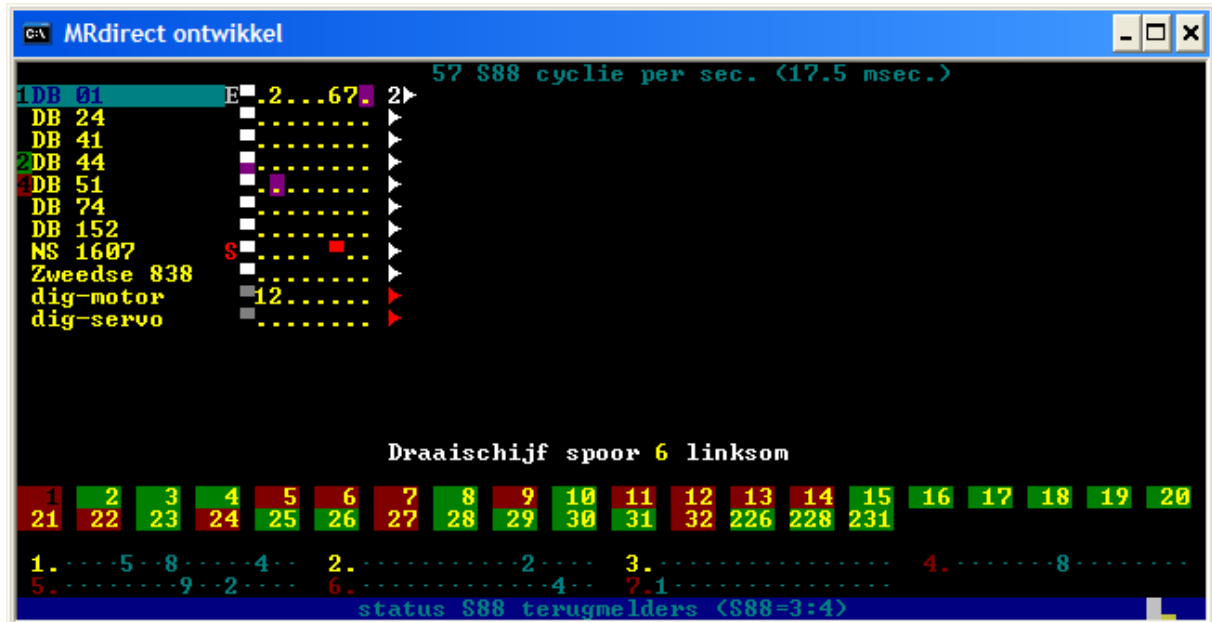 MRdirect ontwikkel
57 S88 cyclie per sec. (17.5 msec.)
1DB 01 E .2...67. 2
DB 24 ........
DB 41 ........
2DB 44 ........
4DB 51 ........
DB 74 ........
DB 152 ........
NS 1607 S .... ..
Zweedse 838 ........
dig-motor 12......
dig-servo ........
Draaischijf spoor 6 linksom
1 2 3 4 5 6 7 8 9 10 11 12 13 14 15 16 17 18 19 20
21 22 23 24 25 26 27 28 29 30 31 32 226 228 231
1.····5··8·····4·· 2.···········2···· 3.················ 4.·······8········
5.·········9··2··· 6.·············4·· 7.1···············
status S88 terugmelders (S88=3:4)